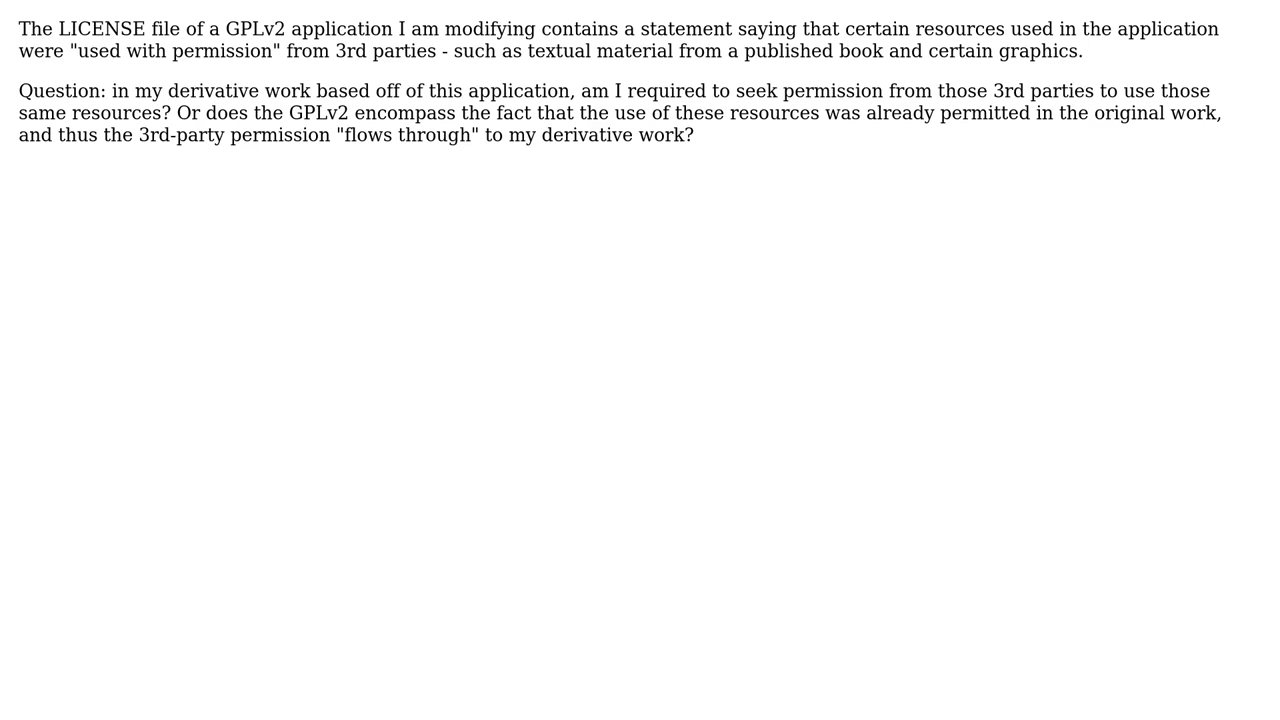 The LICENSE file of a GPLv2 application I am modifying contains a statement saying that certain resources used in the application
were "used with permission" from 3rd parties - such as textual material from a published book and certain graphics.
Question: in my derivative work based off of this application, am I required to seek permission from those 3rd parties to use those
same resources? Or does the GPLv2 encompass the fact that the use of these resources was already permitted in the original work,
and thus the 3rd-party permission "flows through" to my derivative work?